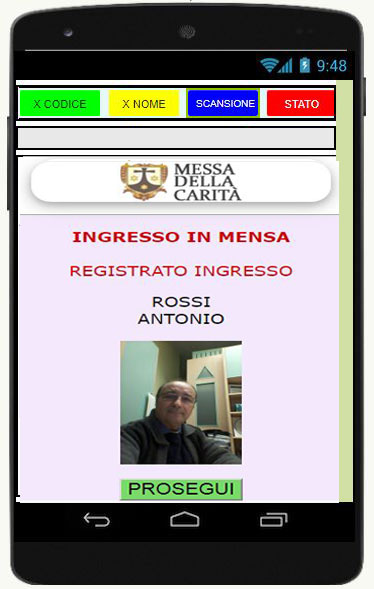 9:48
X CODICE X NOME SCANSIONE STATO
MESSA
DELLA
CARITÀ
INGRESSO IN MENSA
REGISTRATO INGRESSO
ROSSI
ANTONIO
PROSEGUI